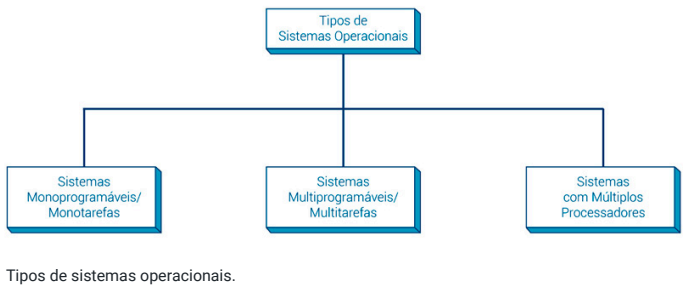 Tipos de
Sistemas Operacionais
Sistemas
Monoprogramáveis/
Monotarefas
Sistemas
Multiprogramáveis/
Multitarefas
Sistemas
com Múltiplos
Processadores
Tipos de sistemas operacionais.